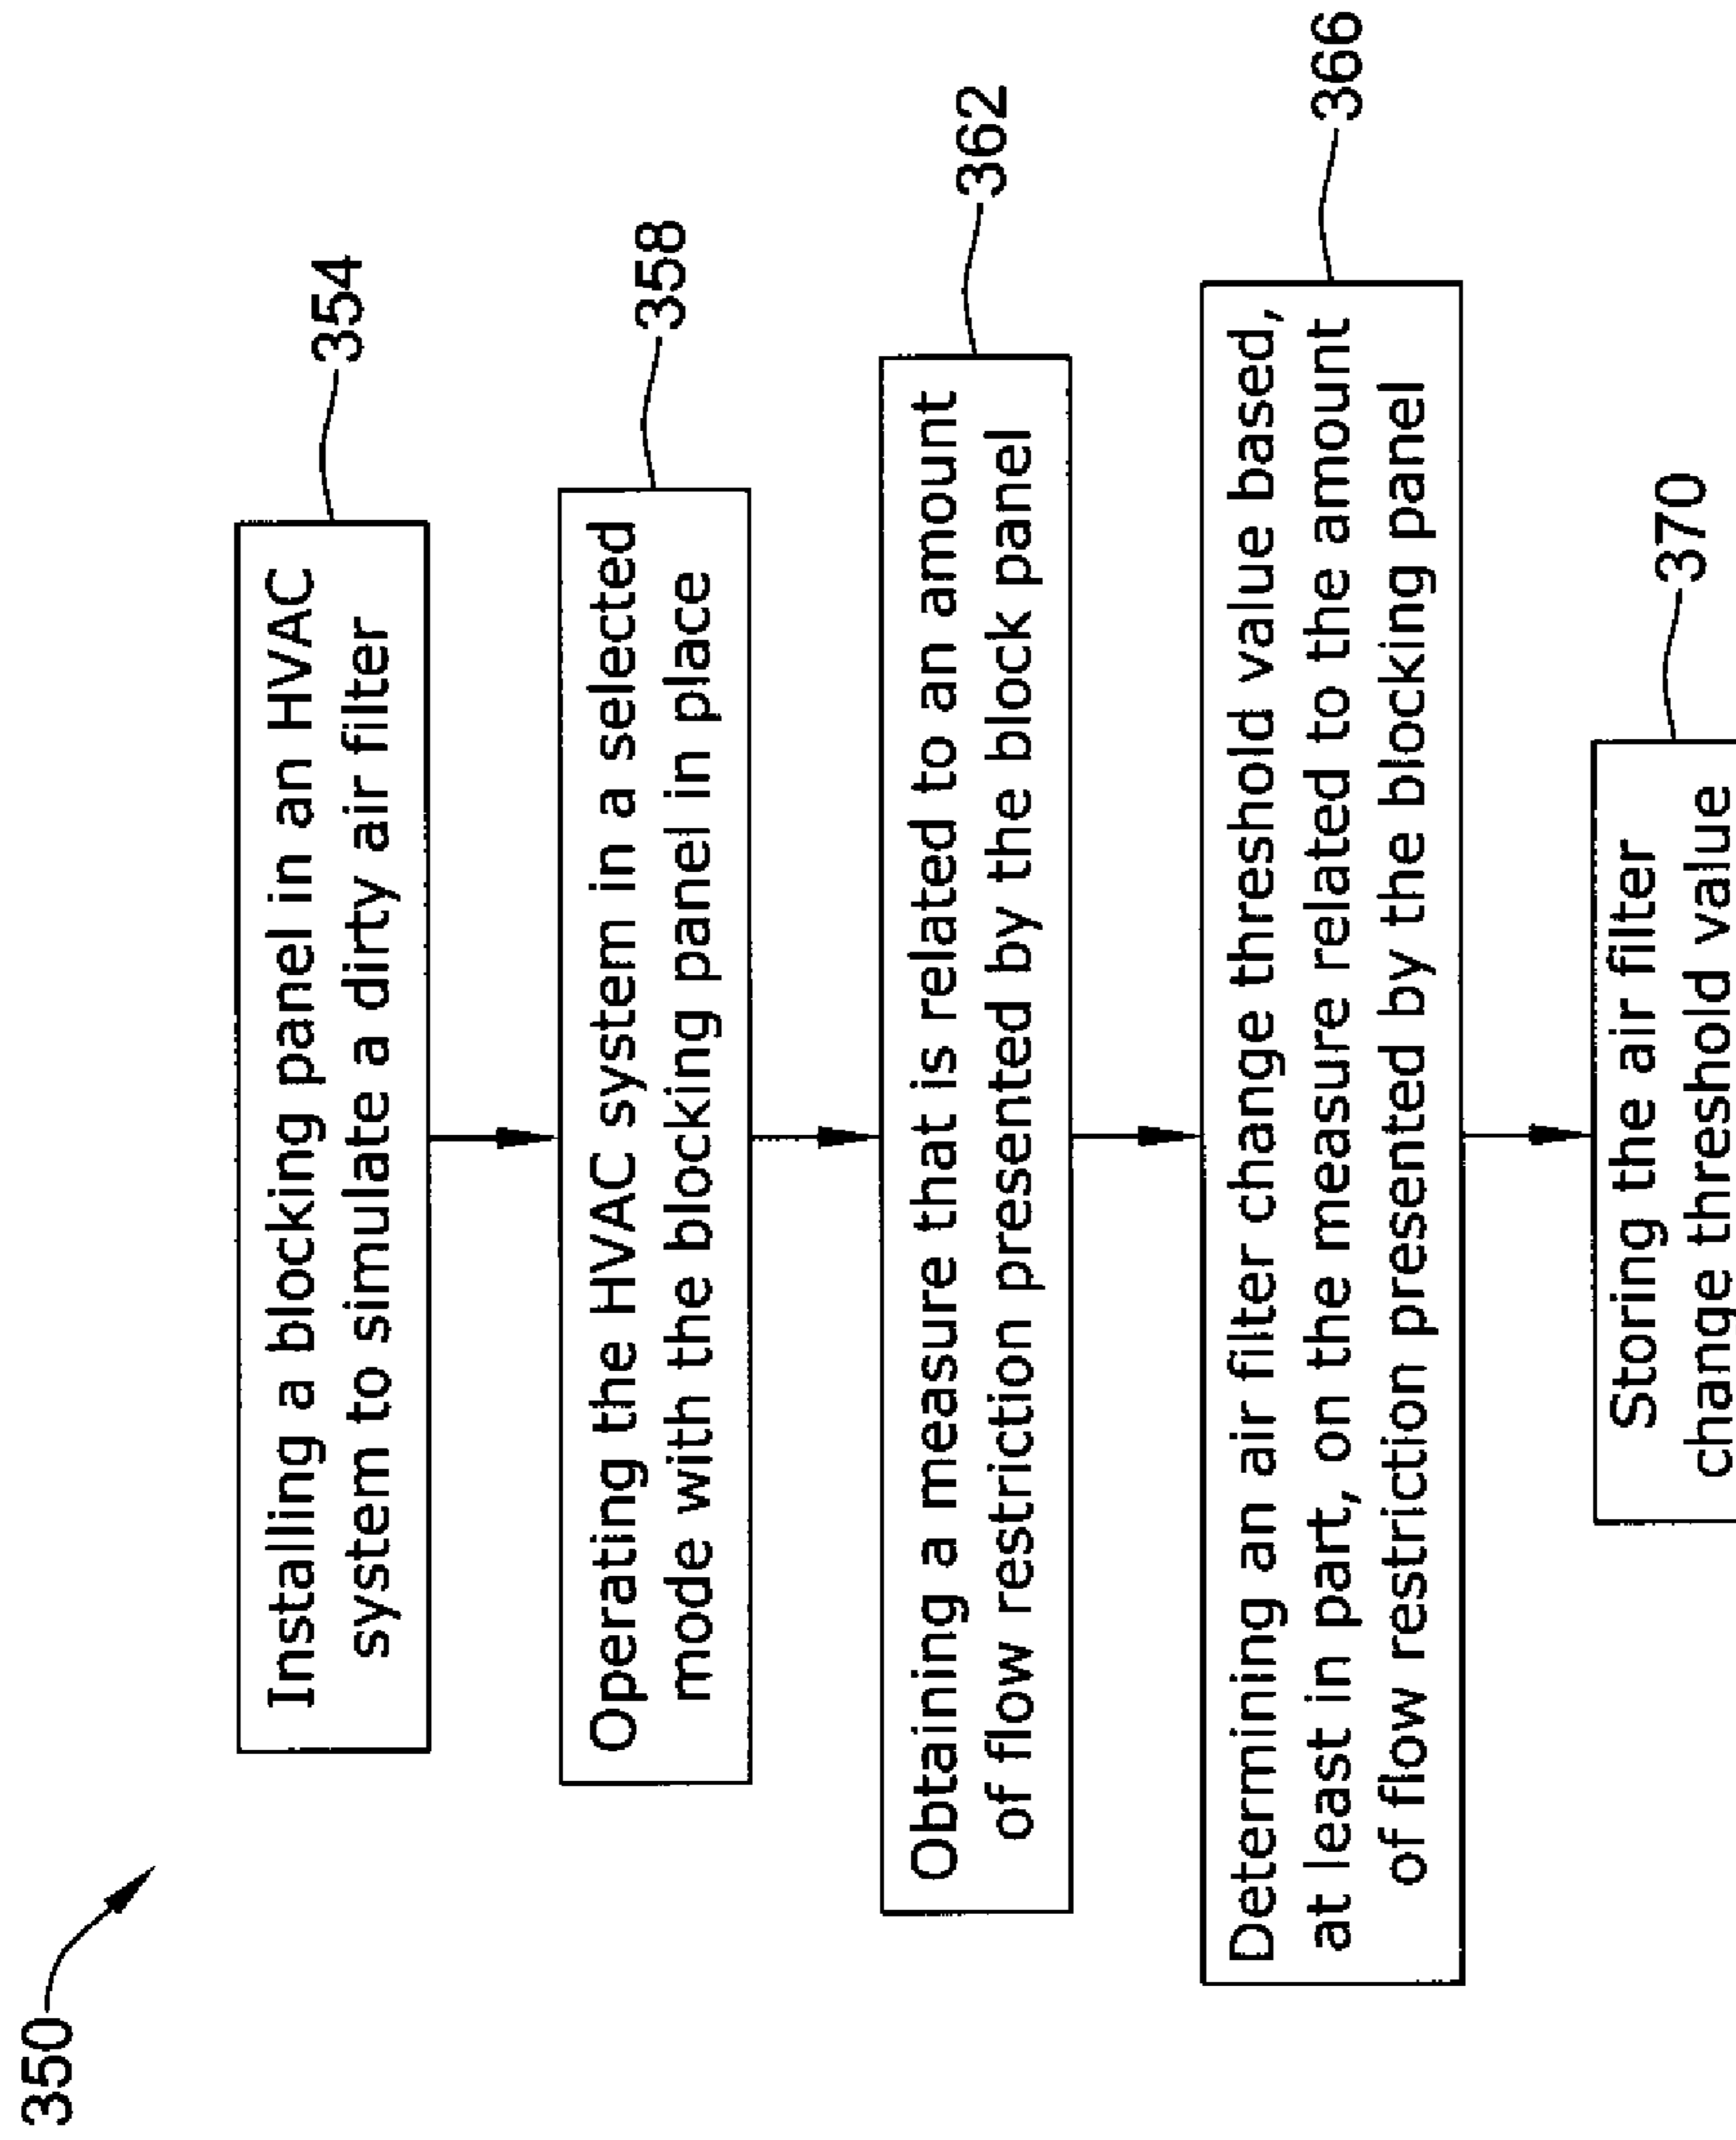 350
Installing a blocking panel in an HVAC
system to simulate a dirty air filter
354
Operating the HVAC system in a selected
mode with the blocking panel in place
358
Obtaining a measure that is related to an amount
of flow restriction presented by the block panel
362
Determining an air filter change threshold value based,
at least in part, on the measure related to the amount
of flow restriction presented by the blocking panel
366
Storing the air filter
change threshold value
370